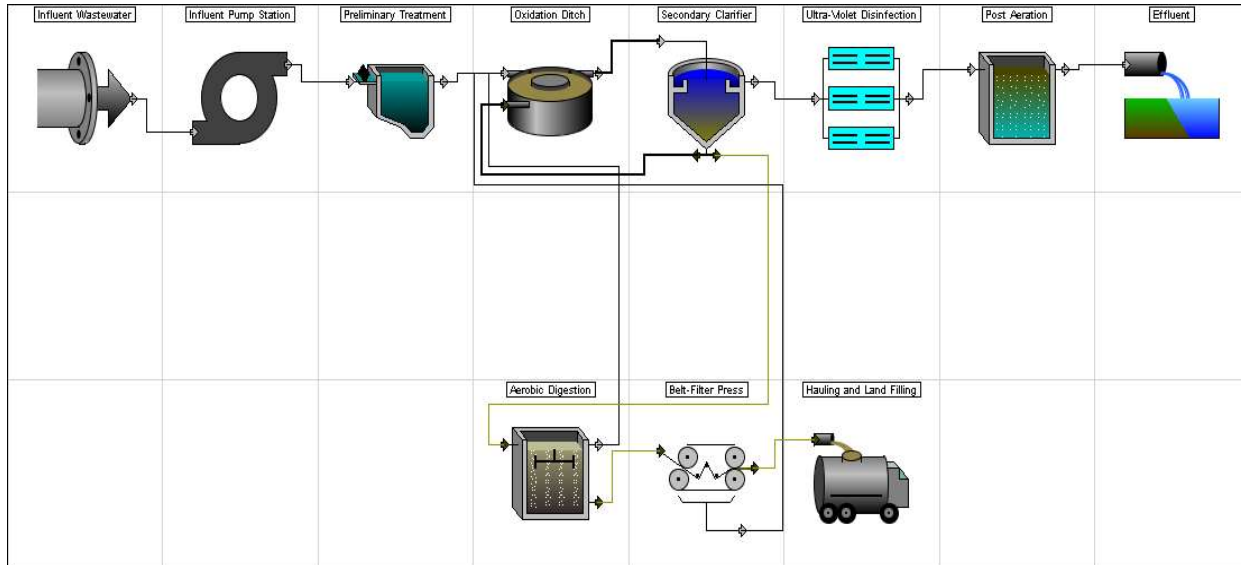 Influent Wastewater
Influent Pump Station
Preliminary Treatment
Oxidation Ditch
Secondary Clarifier
Ultra-Violet Disinfection
Post Aeration
Effluent
Aerobic Digestion
Belt-Filter Press
Hauling and Land Filling